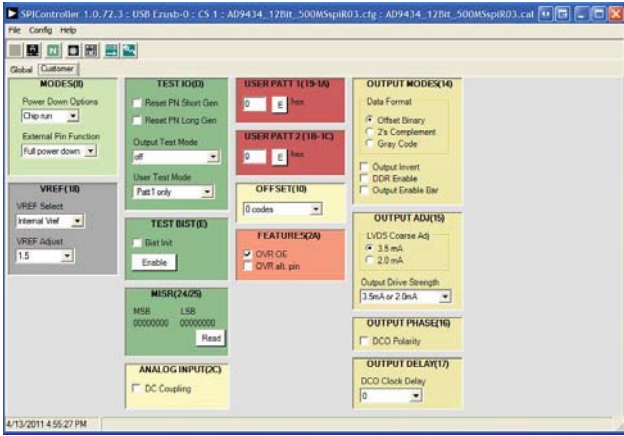 SPIController 1.0.72.3 : USB Ezusb-0 : CS 1 : AD9434_12Bit_500MSspiR03.cfg : AD9434_12Bit_500MSspiR03.cal
File Config Help
Global Customer
MODES(8)
Power Down Options
Chip run
External Pin Function
Full power down
VREF(18)
VREF Select
Internal Vref
VREF Adjust
1.5
TEST IO(D)
Reset PN Short Gen
Reset PN Long Gen
Output Test Mode
off
User Test Mode
Patt1 only
TEST BIST(E)
Bist Init
Enable
MISR(24/25)
MSB LSB
00000000 00000000
Read
ANALOG INPUT(2C)
DC Coupling
USER PATT 1(19-1A)
0 E hex
USER PATT 2 (1B-1C)
0 E hex
OFFSET(10)
0 codes
FEATURES(2A)
OVR OE
OVR alt. pin
OUTPUT MODES(14)
Data Format
Offset Binary
2's Complement
Gray Code
Output Invert
DDR Enable
Output Enable Bar
OUTPUT ADJ(15)
LVDS Coarse Adj
3.5 mA
2.0 mA
Output Drive Strength
3.5mA or 2.0mA
OUTPUT PHASE(16)
DCO Polarity
OUTPUT DELAY(17)
DCO Clock Delay
0
4/13/2011 4:55:27 PM